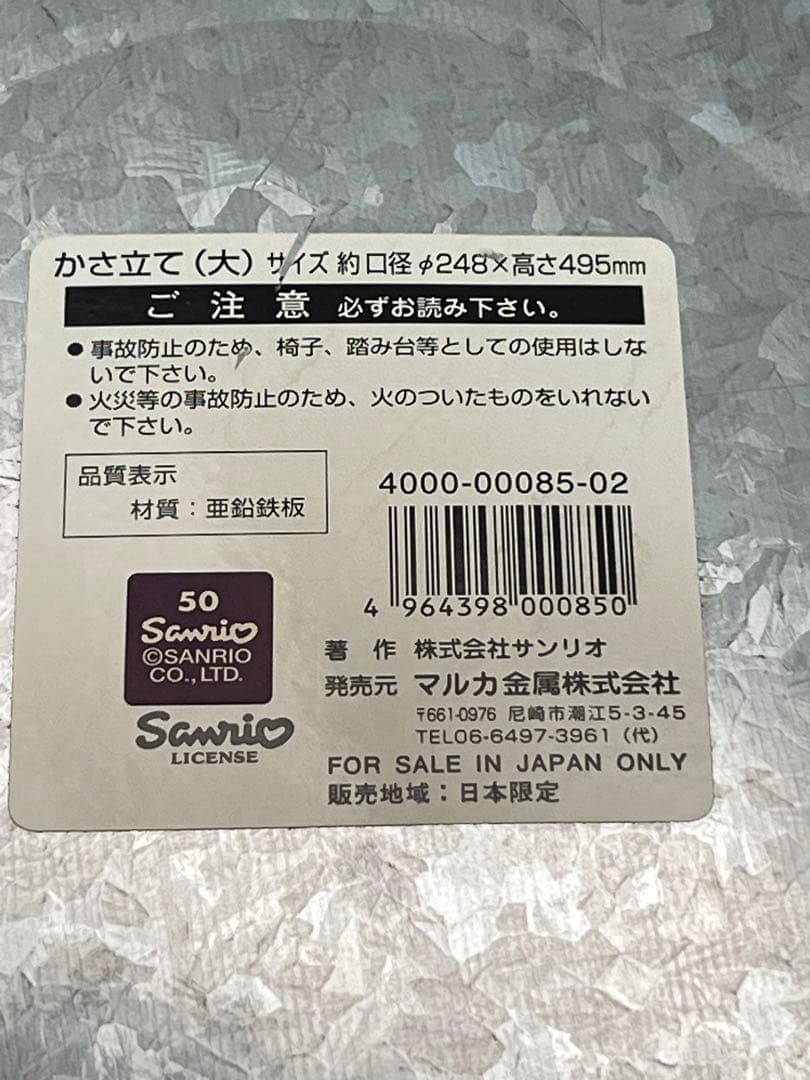 かさ立て(大) サイズ 約 口径 φ248×高さ495mm
ご注意 必ずお読み下さい。
●事故防止のため、椅子、踏み台等としての使用はしな
いで下さい。
●火災等の事故防止のため、火のついたものをいれない
で下さい。
品質表示
材質：亜鉛鉄板
4000-00085-02
4 964398 000850
50
Sanrio
©SANRIO
CO., LTD.
Sanrio
LICENSE
著 作 株式会社サンリオ
発売元 マルカ金属株式会社
〒661-0976 尼崎市潮江5-3-45
TEL06-6497-3961 (代)
FOR SALE IN JAPAN ONLY
販売地域：日本限定